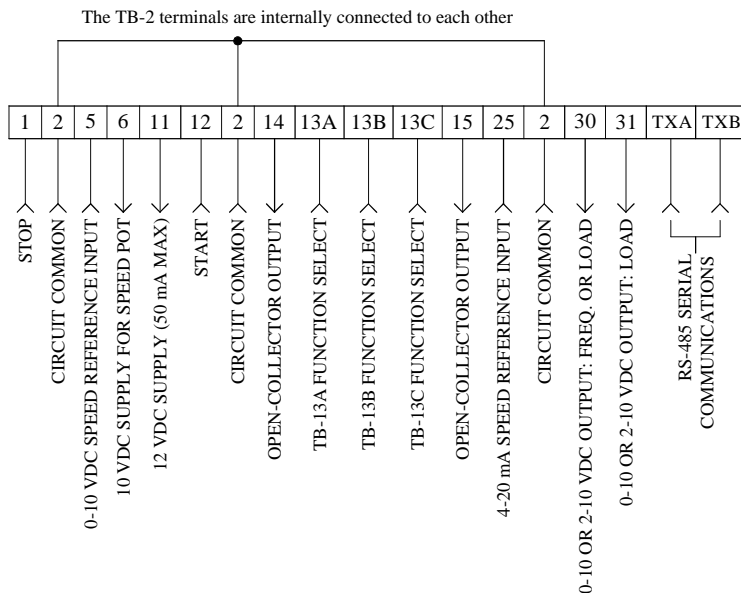 The TB-2 terminals are internally connected to each other
1 2 5 6 11 12 2 14 13A 13B 13C 15 25 2 30 31 TXA TXB
STOP
CIRCUIT COMMON
0-10 VDC SPEED REFERENCE INPUT
10 VDC SUPPLY FOR SPEED POT
12 VDC SUPPLY (50 mA MAX)
START
CIRCUIT COMMON
OPEN-COLLECTOR OUTPUT
TB-13A FUNCTION SELECT
TB-13B FUNCTION SELECT
TB-13C FUNCTION SELECT
OPEN-COLLECTOR OUTPUT
4-20 mA SPEED REFERENCE INPUT
CIRCUIT COMMON
0-10 OR 2-10 VDC OUTPUT: FREQ. OR LOAD
0-10 OR 2-10 VDC OUTPUT: LOAD
RS-485 SERIAL
COMMUNICATIONS